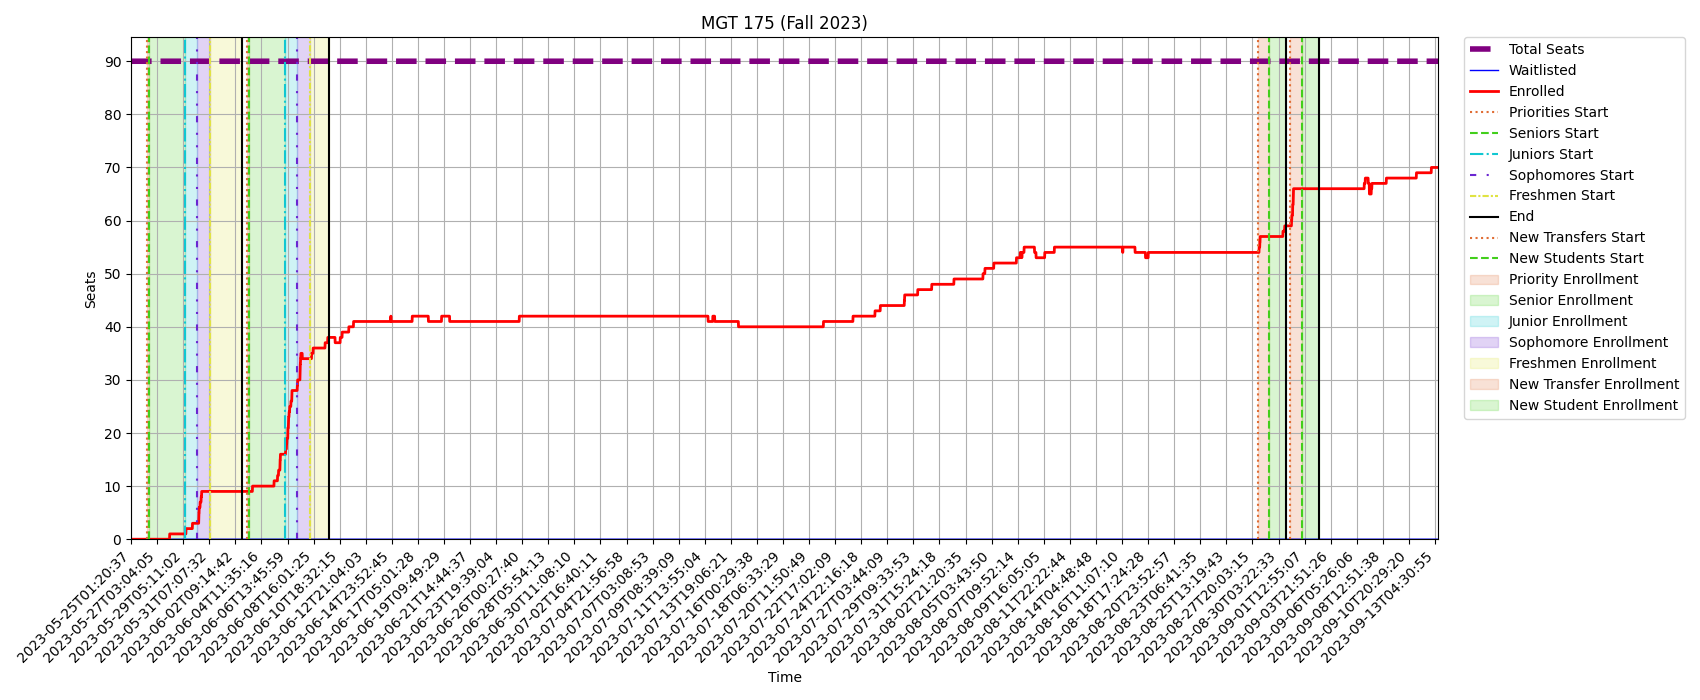 MGT 175 (Fall 2023)
Seats
90
80
70
60
50
40
30
20
10
0
2023-05-25T01:20:37
2023-05-27T03:04:05
2023-05-29T05:11:02
2023-05-31T07:07:32
2023-06-02T09:14:42
2023-06-04T11:35:16
2023-06-06T13:45:59
2023-06-08T16:01:25
2023-06-10T18:32:15
2023-06-12T21:04:03
2023-06-14T23:52:45
2023-06-17T05:01:28
2023-06-19T09:49:29
2023-06-21T14:44:37
2023-06-23T19:39:04
2023-06-26T00:27:40
2023-06-28T05:54:13
2023-06-30T11:08:10
2023-07-02T16:40:11
2023-07-04T21:56:58
2023-07-07T03:08:53
2023-07-09T08:39:09
2023-07-11T13:55:04
2023-07-13T19:06:21
2023-07-16T00:29:38
2023-07-18T06:33:29
2023-07-20T11:50:49
2023-07-22T17:02:09
2023-07-24T22:16:18
2023-07-27T03:44:09
2023-07-29T09:33:53
2023-07-31T15:24:18
2023-08-02T21:20:35
2023-08-05T03:43:50
2023-08-07T09:52:14
2023-08-09T16:05:05
2023-08-11T22:22:44
2023-08-14T04:48:48
2023-08-16T11:07:10
2023-08-18T17:24:28
2023-08-20T23:52:57
2023-08-23T06:41:35
2023-08-25T13:19:43
2023-08-27T20:03:15
2023-08-30T03:22:33
2023-09-01T12:55:07
2023-09-03T21:51:26
2023-09-06T05:26:06
2023-09-08T12:51:38
2023-09-10T20:29:20
2023-09-13T04:30:55
Time
Total Seats
Waitlisted
Enrolled
Priorities Start
Seniors Start
Juniors Start
Sophomores Start
Freshmen Start
End
New Transfers Start
New Students Start
Priority Enrollment
Senior Enrollment
Junior Enrollment
Sophomore Enrollment
Freshmen Enrollment
New Transfer Enrollment
New Student Enrollment